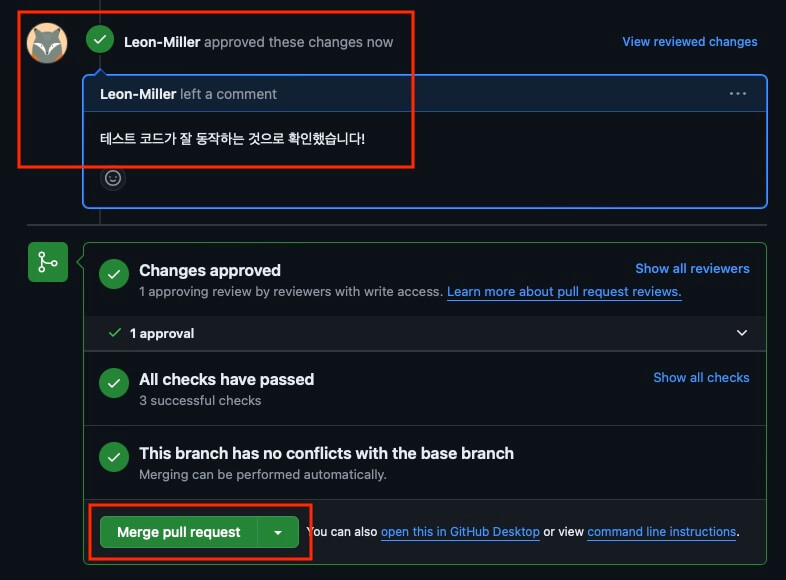 Leon-Miller approved these changes now
View reviewed changes
Leon-Miller left a comment
테스트 코드가 잘 동작하는 것으로 확인했습니다!
Changes approved
Show all reviewers
1 approving review by reviewers with write access. Learn more about pull request reviews.
1 approval
All checks have passed
Show all checks
3 successful checks
This branch has no conflicts with the base branch
Merging can be performed automatically.
Merge pull request
You can also open this in GitHub Desktop or view command line instructions.